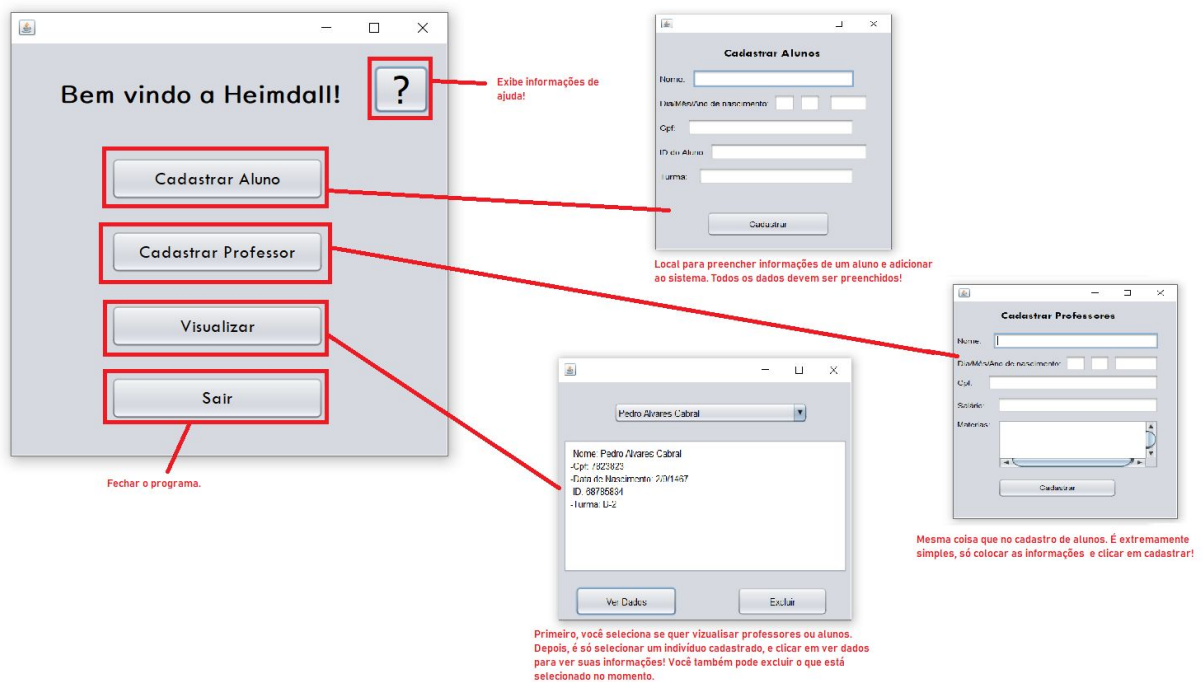 Bem vindo a Heimdall!
?
Exibe informações de
ajuda!
Cadastrar Aluno
Cadastrar Professor
Visualizar
Sair
Fechar o programa.
Cadastrar Alunos
Nome:
Dia/Mês/Ano de nascimento:
Cpf:
ID do Aluno
Turma:
Cadastrar
Local para preencher informações de um aluno e adicionar
ao sistema. Todos os dados devem ser preenchidos!
Cadastrar Professores
Nome:
Dia/Mês/Ano de nascimento:
Cpf:
Salário:
Materias:
Cadastrar
Mesma coisa que no cadastro de alunos. É extremamente
simples, só colocar as informações e clicar em cadastrar!
Pedro Alvares Cabral
Nome: Pedro Alvares Cabral
-Cpf: 7823823
-Data de Nascimento: 2/9/1467
ID: 68785834
-Turma:
Ver Dados
Excluir
Primeiro, você seleciona se quer vizualisar professores ou alunos.
Depois, é só selecionar um indivíduo cadastrado, e clicar em ver dados
para ver suas informações! Você também pode excluir o que está
selecionado no momento.